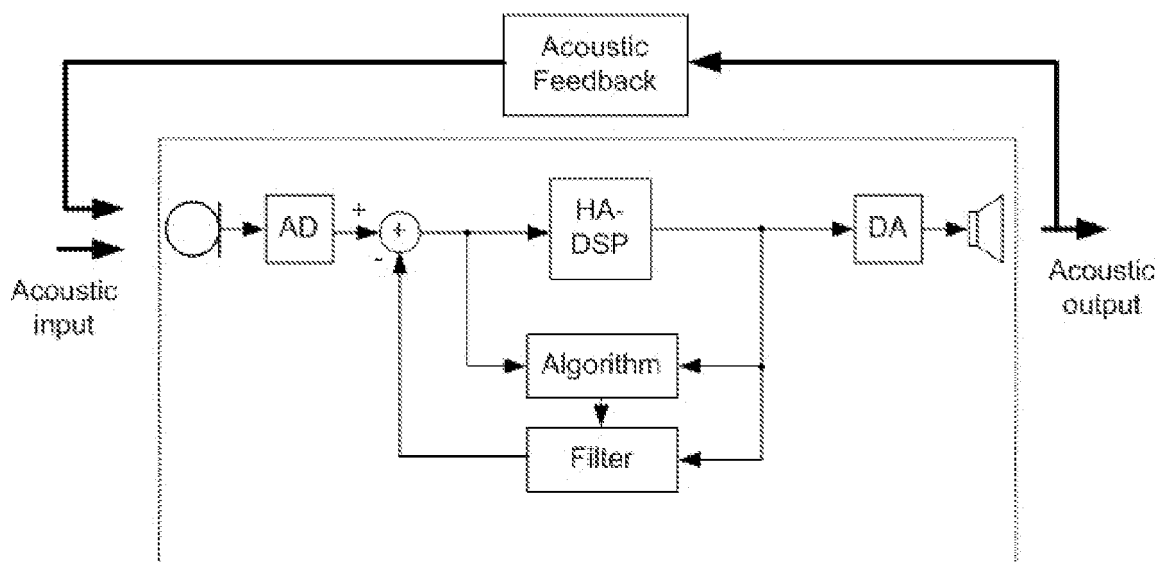 Acoustic
Feedback
AD
+
+
-
HA-
DSP
DA
Acoustic
input
Acoustic
output
Algorithm
Filter